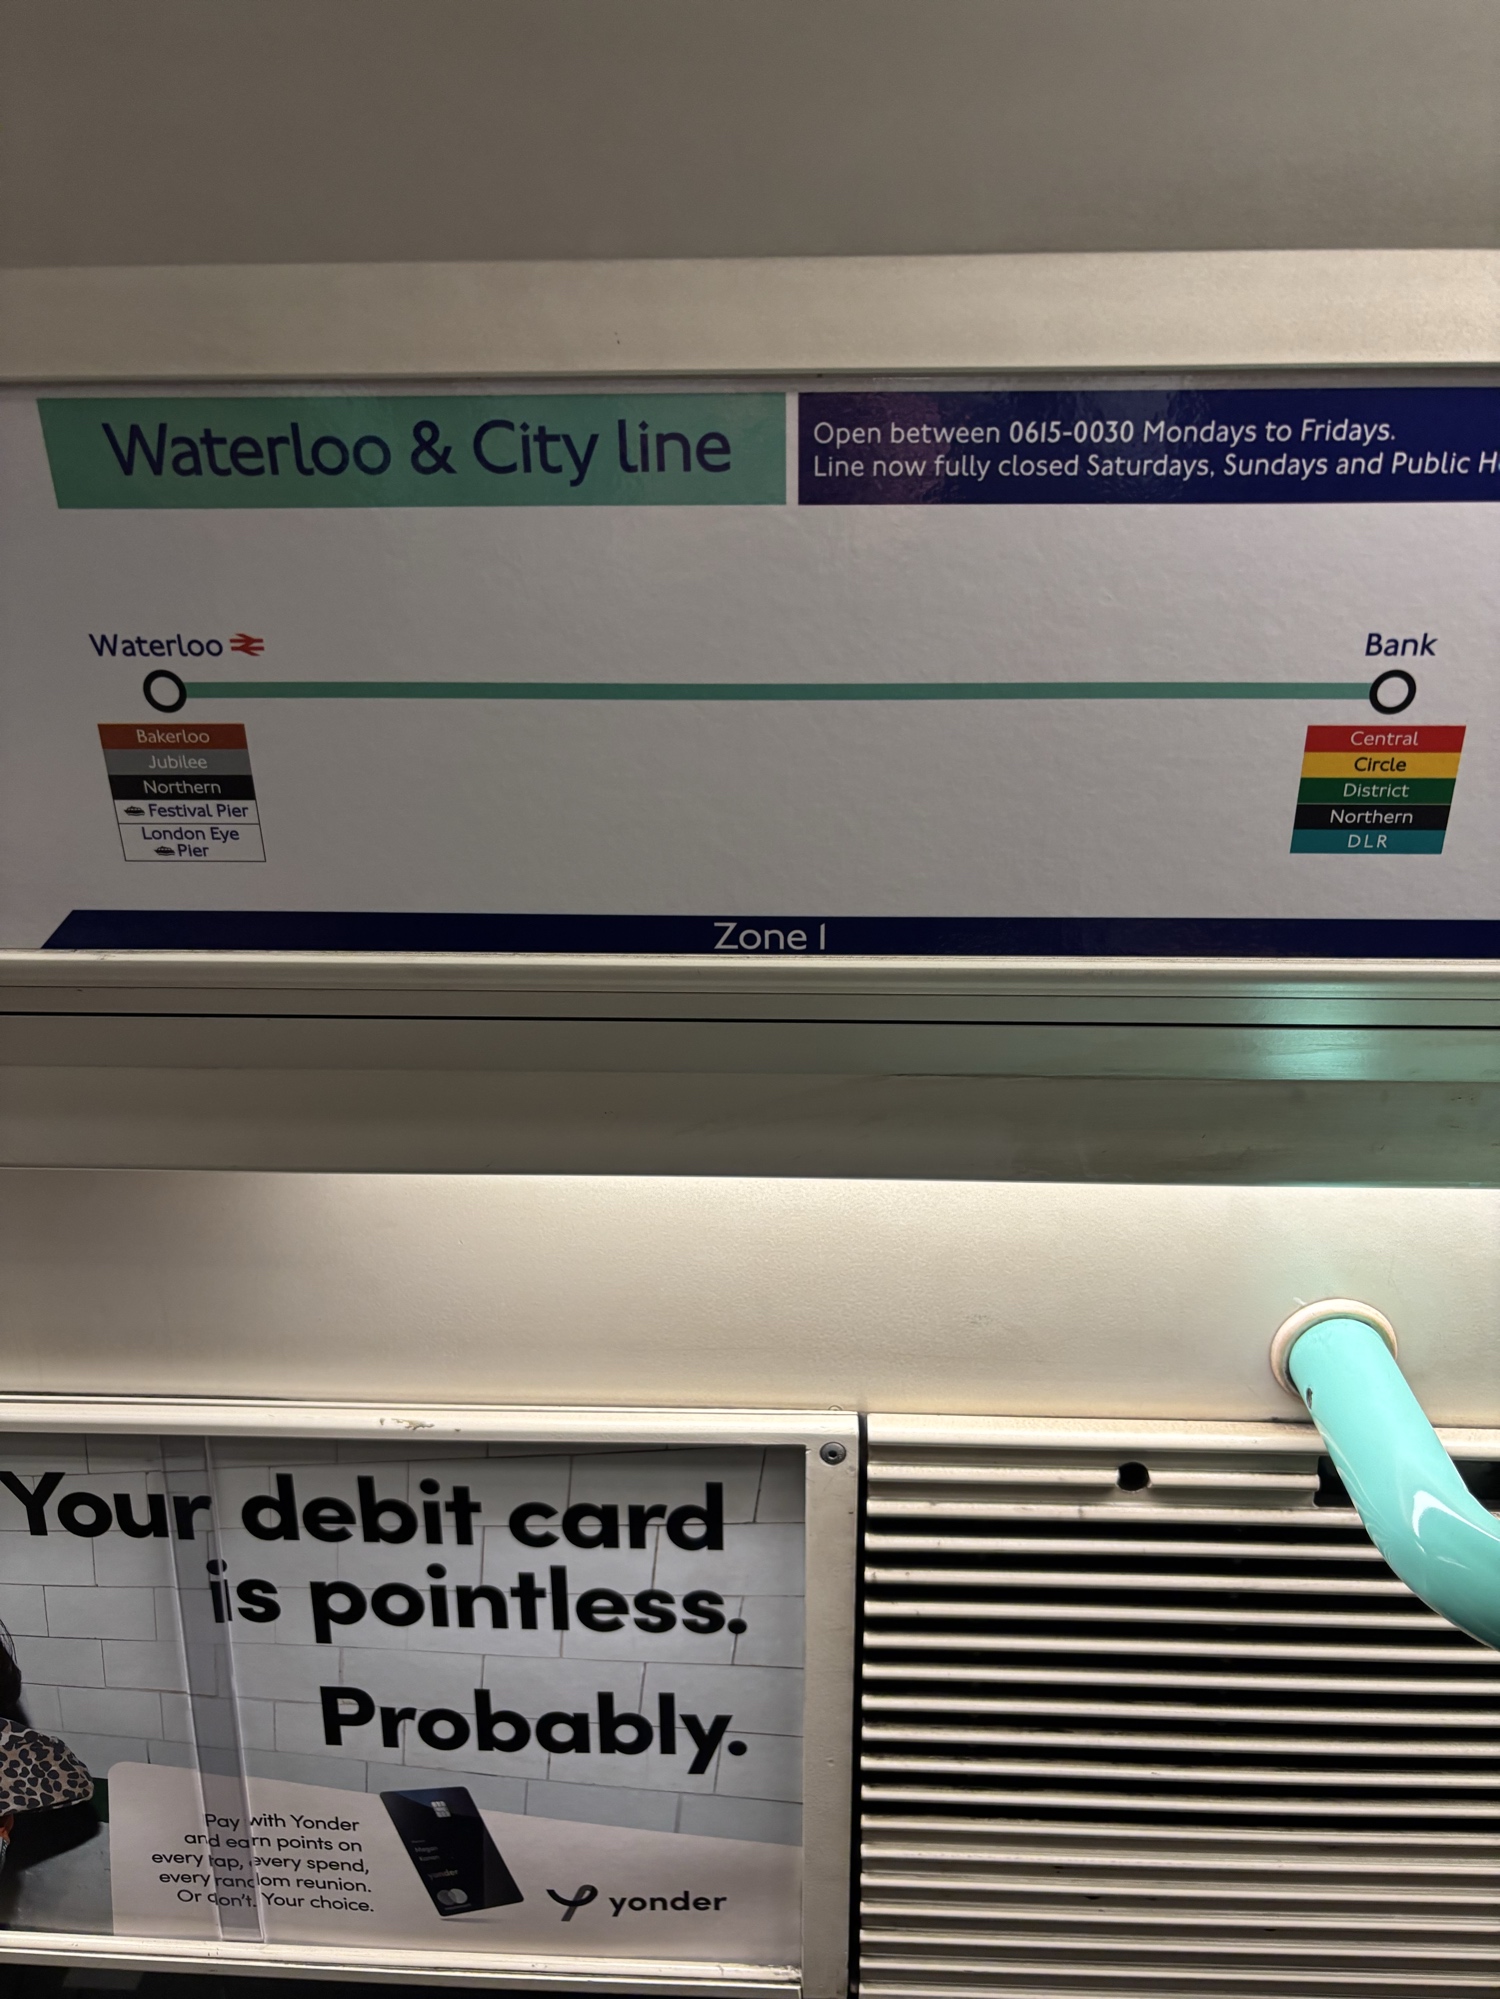 Waterloo & City line
Open between 0615-0030 Mondays to Fridays.
Line now fully closed Saturdays, Sundays and Public
Waterloo
Bank
Bakerloo
Jubilee
Northern
Festival Pier
London Eye
Pier
Central
Circle
District
Northern
DLR
Zone 1
Your debit card
is pointless.
Probably.
Pay with Yonder
and earn points on
every tap, every spend,
every random reunion.
Or don't. Your choice.
yonder
yonder